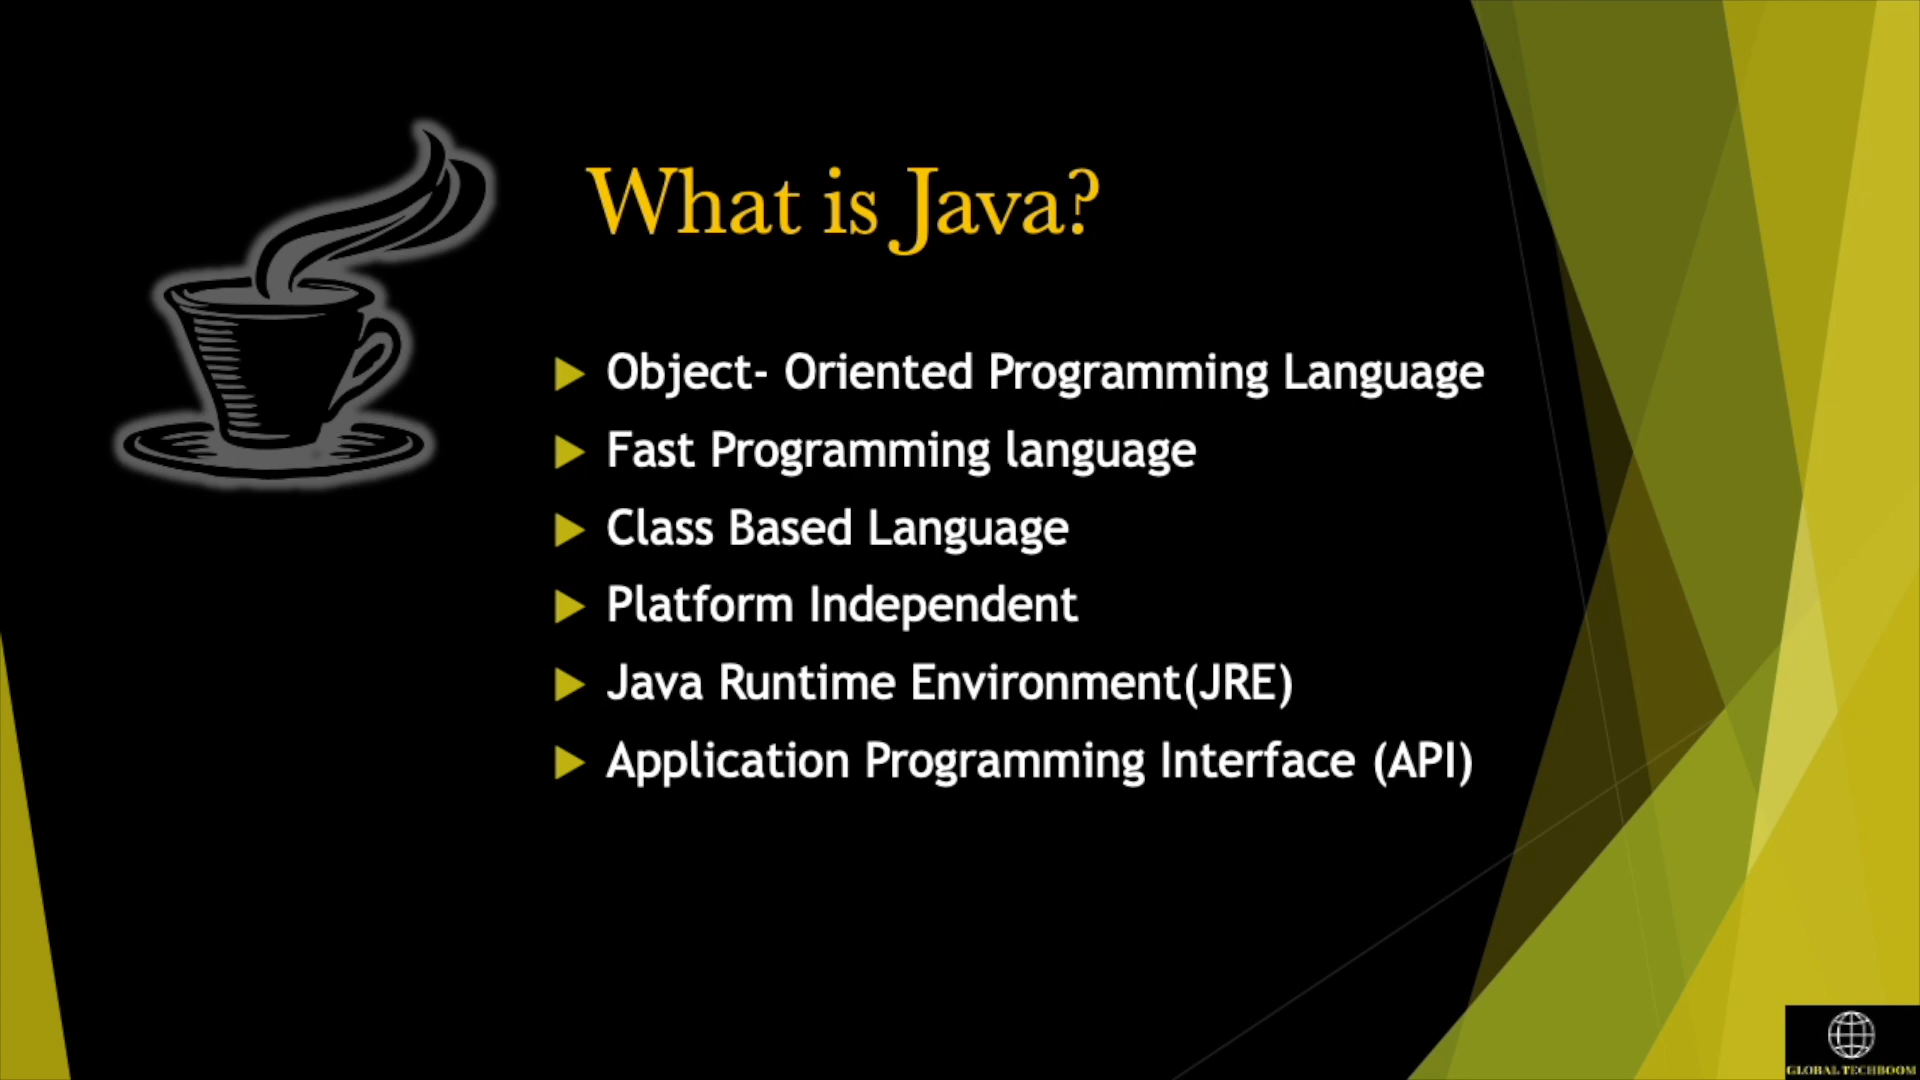 What is Java?
Object- Oriented Programming Language
Fast Programming language
Class Based Language
Platform Independent
Java Runtime Environment(JRE)
Application Programming Interface (API)
GLOBAL TECHBOOM